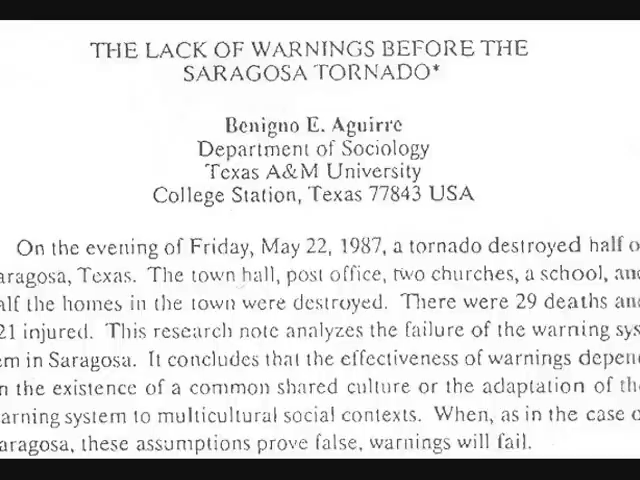 THE LACK OF WARNINGS BEFORE THE
SARAGOSA TORNADO*
Benigno E. Aguirre
Department of Sociology
Texas A&M University
College Station, Texas 77843 USA
On the evening of Friday, May 22, 1987, a tornado destroyed half o
aragosa, Texas. The town hall, post office, two churches, a school, and
alf the homes in the town were destroyed. There were 29 deaths and
21 injured. This research note analyzes the failure of the warning sys
em in Saragosa. It concludes that the effectiveness of warnings depend
n the existence of a common shared culture or the adaptation of the
arning system to multicultural social contexts. When, as in the case o
aragosa, these assumptions prove false, warnings will fail.